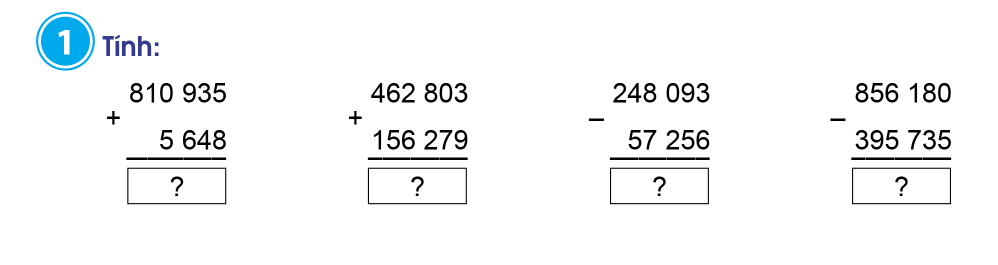 1 Tính:
810 935 462 803 248 093 856 180
+ + – –
5 648 156 279 57 256 395 735
? ? ? ?